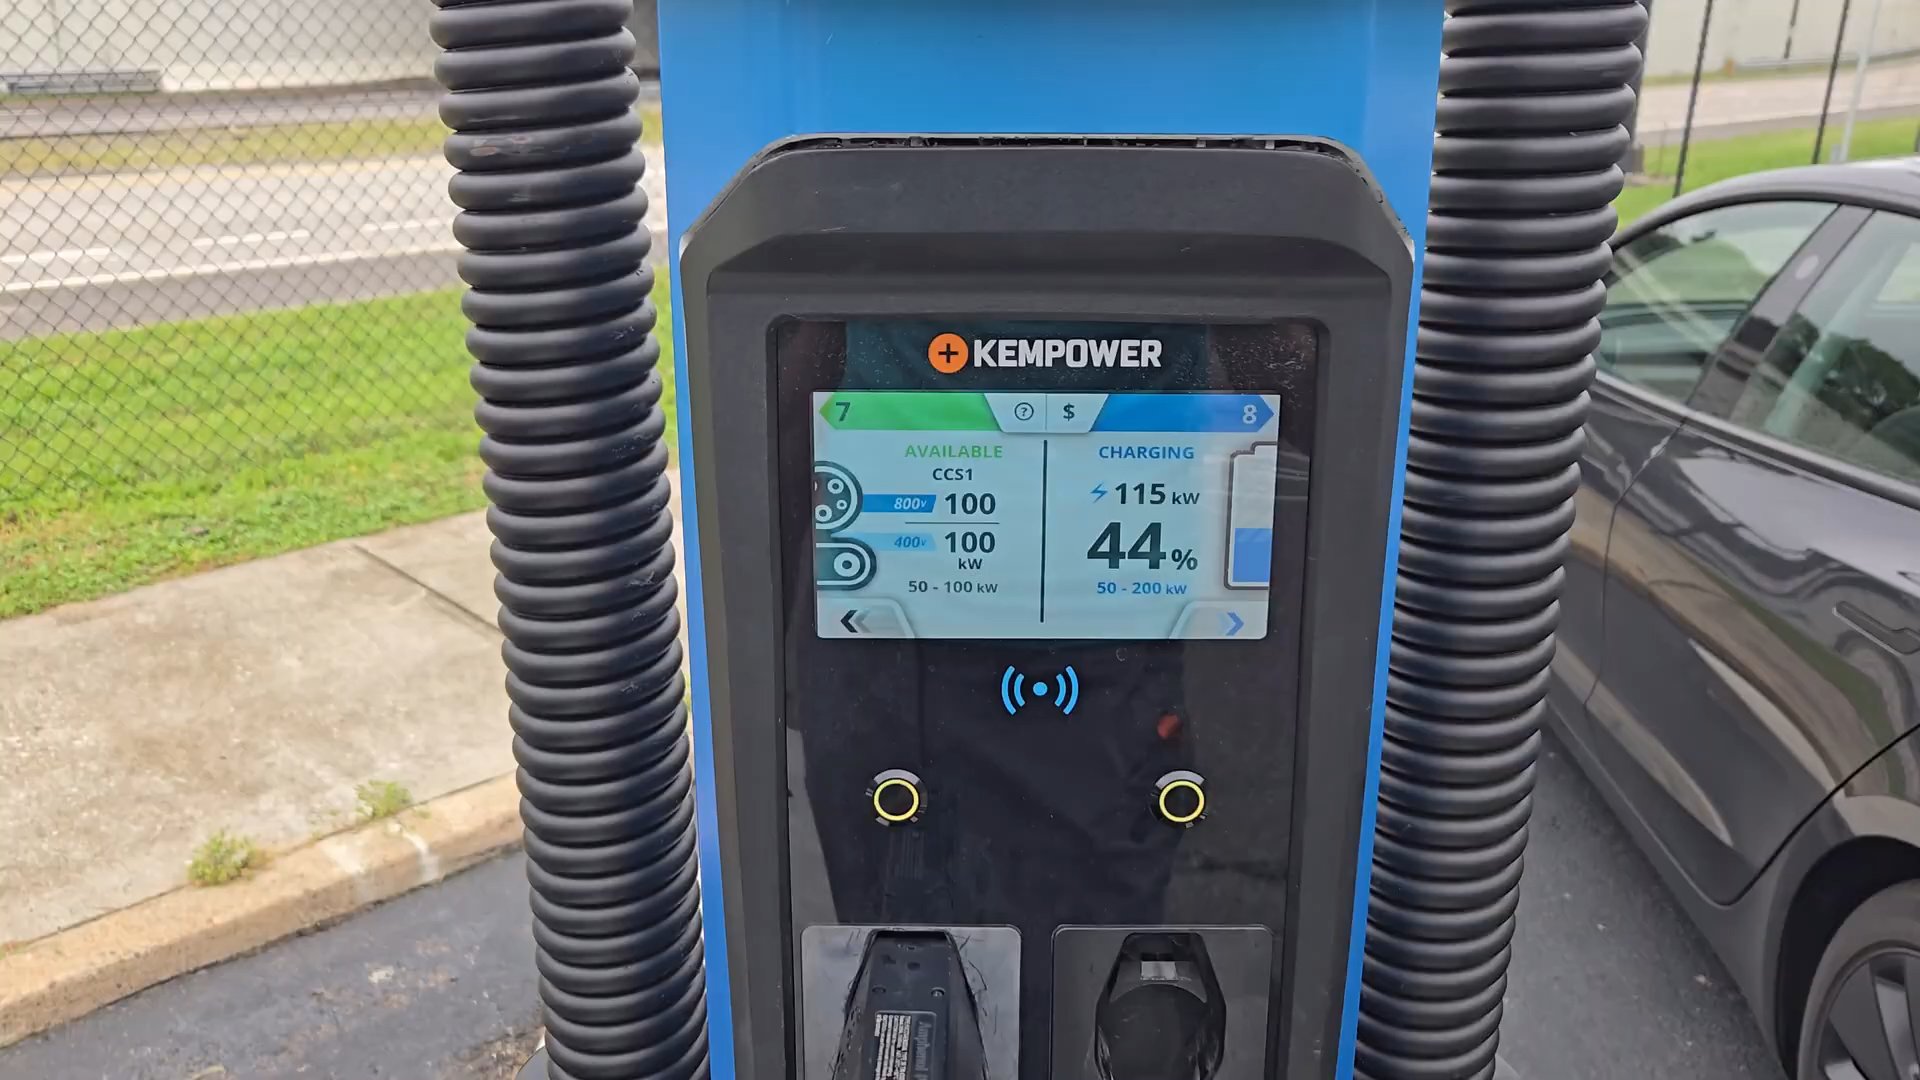 KEMPOWER
7
? $
8
AVAILABLE
CCS1
800V 100
400V 100
kW
50 - 100 kW
CHARGING
115 kW
44%
50 - 200 kW
Amphenol